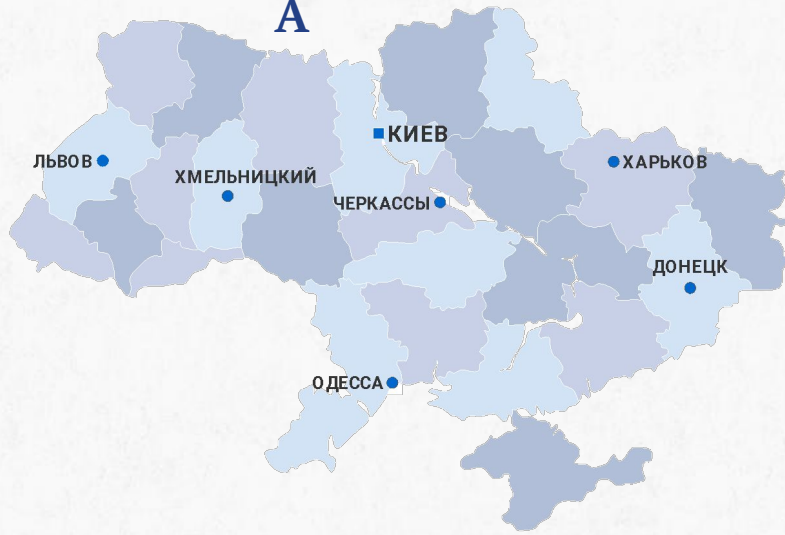 А
КИЕВ
ЛЬВОВ
ХАРЬКОВ
ХМЕЛЬНИЦКИЙ
ЧЕРКАССЫ
ДОНЕЦК
ОДЕССА